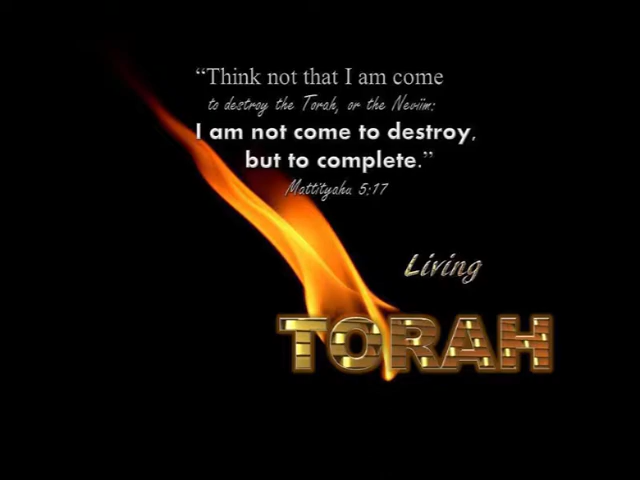 “Think not that I am come
to destroy the Torah, or the Neviim:
I am not come to destroy,
but to complete.”
Mattityahu 5:17
Living
TORAH